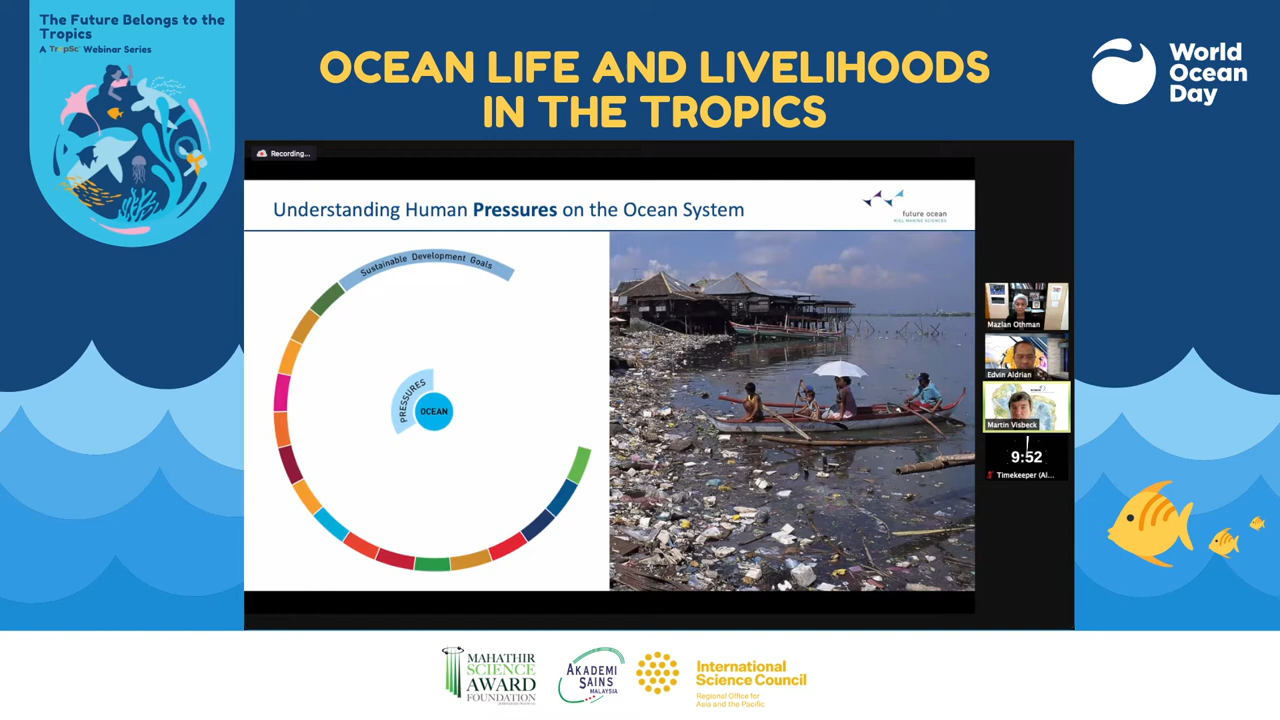 The Future Belongs to the
Tropics
A TropSc Webinar Series
OCEAN LIFE AND LIVELIHOODS
IN THE TROPICS
World
Ocean
Day
Recording...
Understanding Human Pressures on the Ocean System
future ocean
KIEL MARINE SCIENCES
Sustainable Development Goals
PRESSURES
OCEAN
Mazlan Othman
Edvin Aldrian
Martin Visbeck
9:52
Timekeeper (Al...
MAHATHIR
SCIENCE
AWARD
FOUNDATION
AKADEMI
SAINS
MALAYSIA
International
Science Council
Regional Office for
Asia and the Pacific